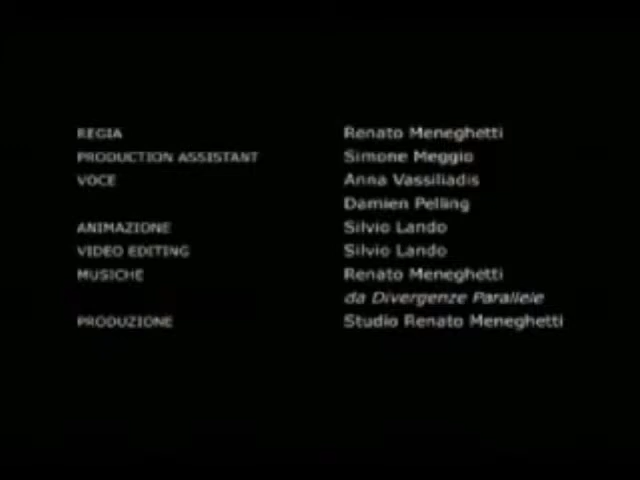 REGIA Renato Meneghetti
PRODUCTION ASSISTANT Simone Meggio
VOCE Anna Vassiliadis
Damien Pelling
ANIMAZIONE Silvio Lando
VIDEO EDITING Silvio Lando
MUSICHE Renato Meneghetti
da Divergenze Parallele
PRODUZIONE Studio Renato Meneghetti